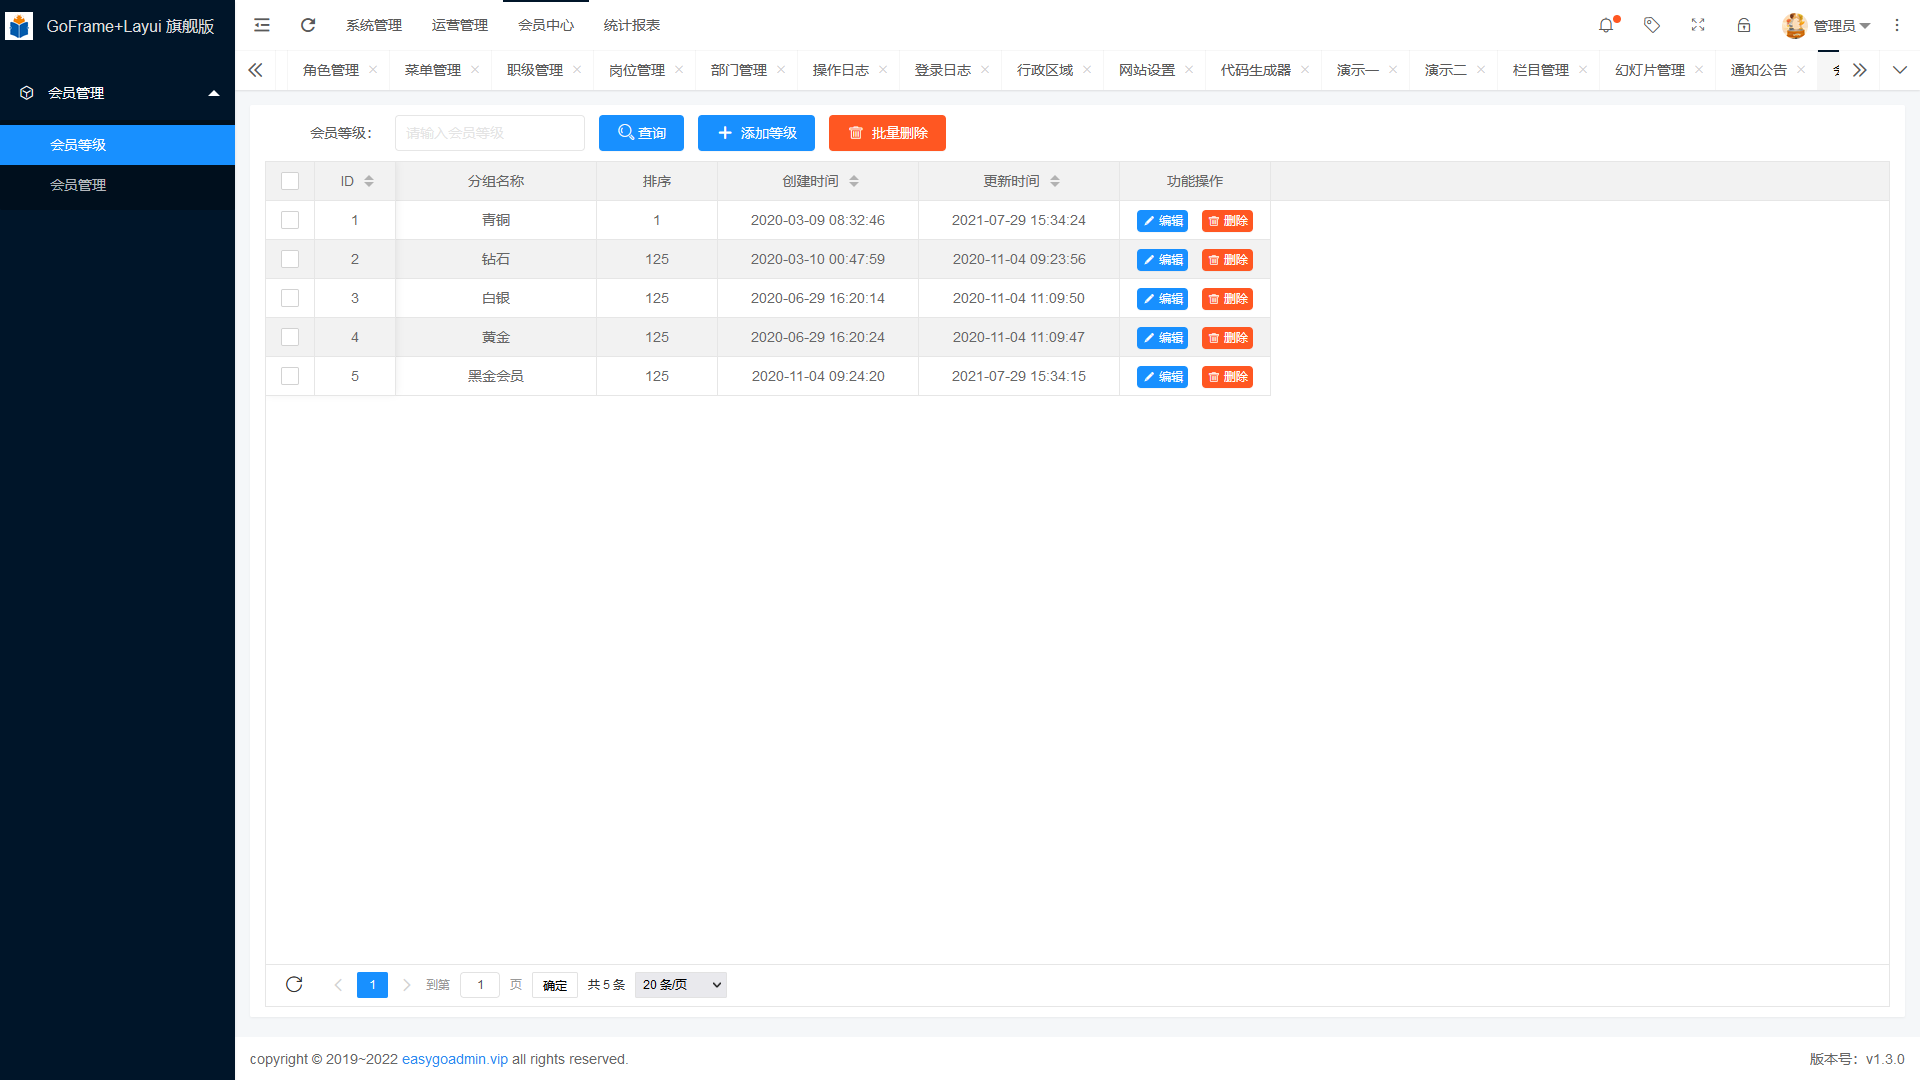 GoFrame+Layui 旗舰版
系统管理 运营管理 会员中心 统计报表
管理员
角色管理 菜单管理 职级管理 岗位管理 部门管理 操作日志 登录日志 行政区域 网站设置 代码生成器 演示一 演示二 栏目管理 幻灯片管理 通知公告
会员管理
会员等级
会员管理
会员等级： 请输入会员等级 查询 添加等级 批量删除
ID 分组名称 排序 创建时间 更新时间 功能操作
1 青铜 1 2020-03-09 08:32:46 2021-07-29 15:34:24 编辑 删除
2 钻石 125 2020-03-10 00:47:59 2020-11-04 09:23:56 编辑 删除
3 白银 125 2020-06-29 16:20:14 2020-11-04 11:09:50 编辑 删除
4 黄金 125 2020-06-29 16:20:24 2020-11-04 11:09:47 编辑 删除
5 黑金会员 125 2020-11-04 09:24:20 2021-07-29 15:34:15 编辑 删除
1 到第 1 页 确定 共 5 条 20 条/页
copyright © 2019~2022 easygoadmin.vip all rights reserved.
版本号：v1.3.0